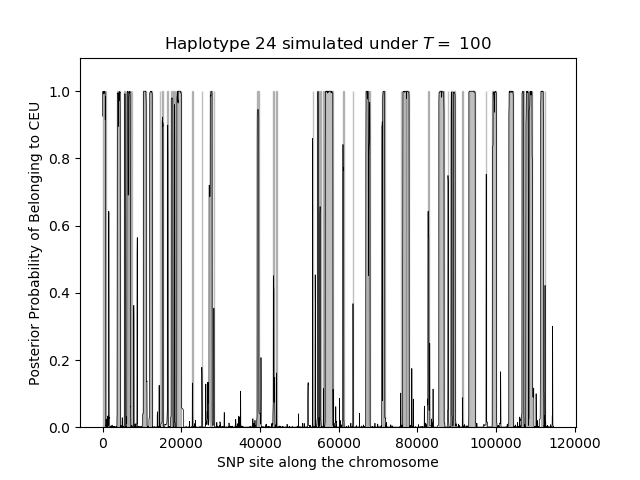 Haplotype 24 simulated under T = 100
Posterior Probability of Belonging to CEU
1.0
0.8
0.6
0.4
0.2
0.0
0 20000 40000 60000 80000 100000 120000
SNP site along the chromosome